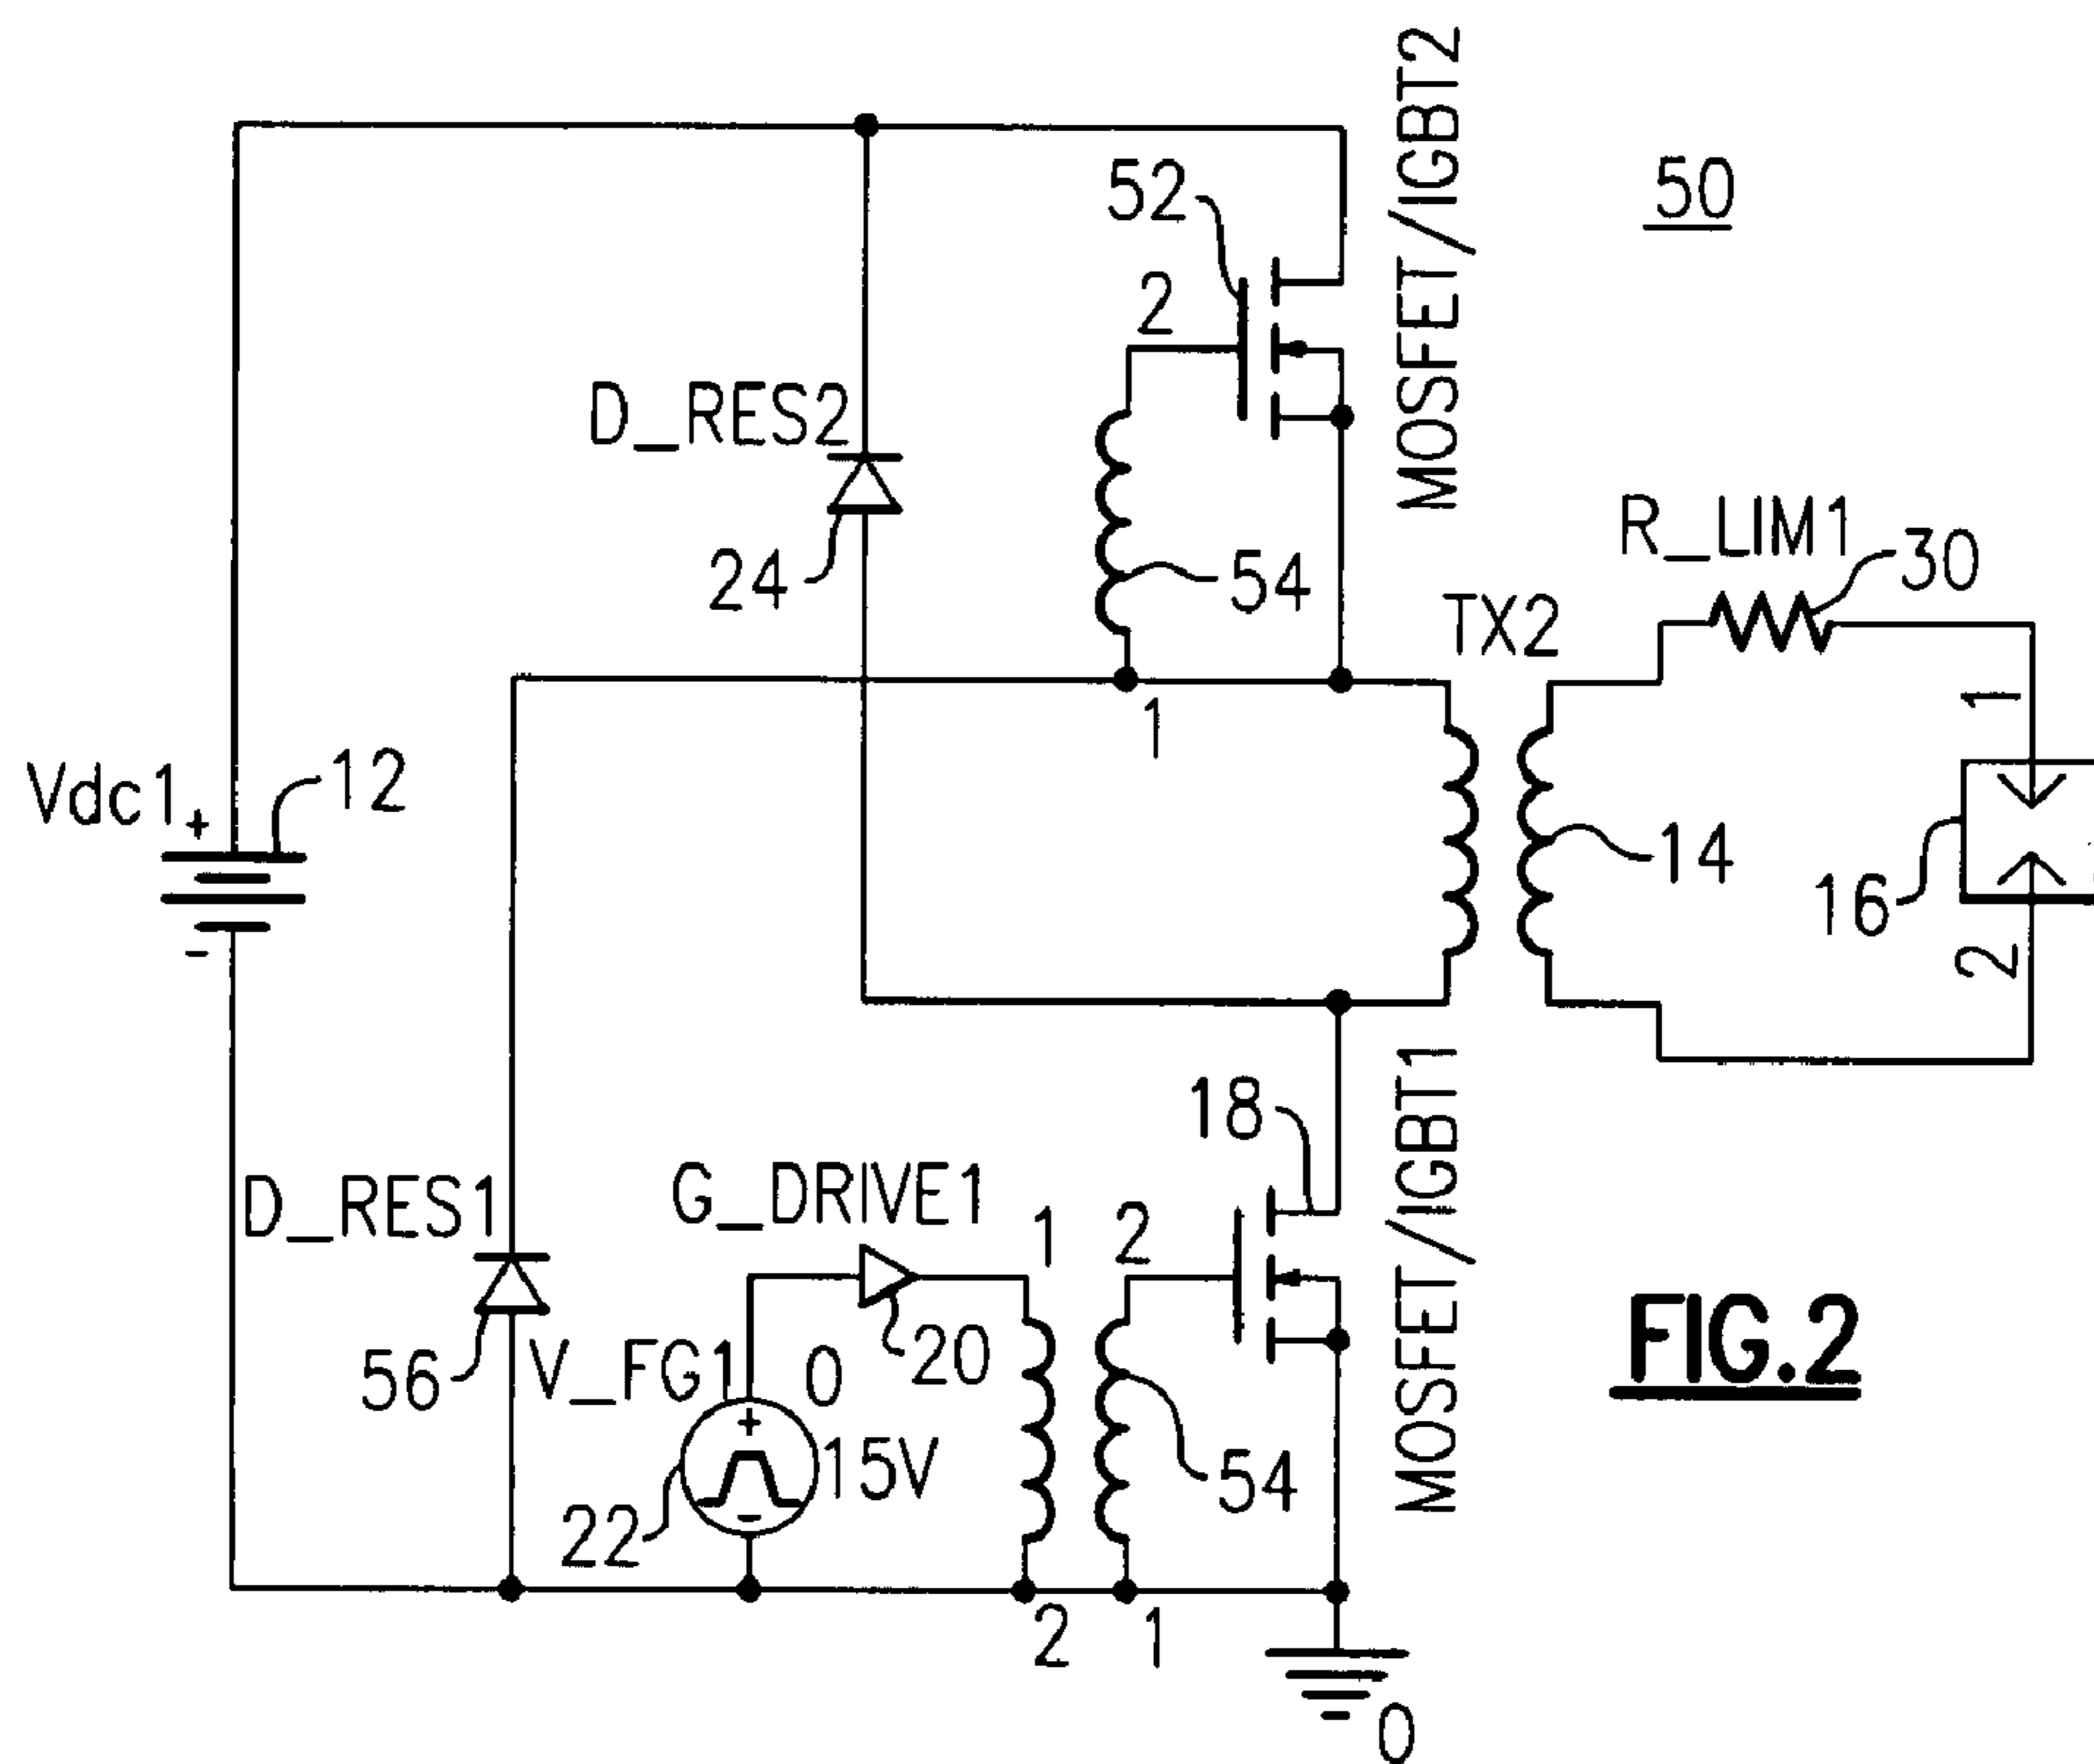 MOSFET/IGBT2
50
52
2
D_RES2
24
54
R_LIM1
30
TX2
1
1
Vdc1
+
12
-
14
16
2
18
MOSFET/IGBT1
D_RES1
G_DRIVE1
1
2
20
56
V_FG1
0
+
15V
-
22
54
FIG.2
2
1
0